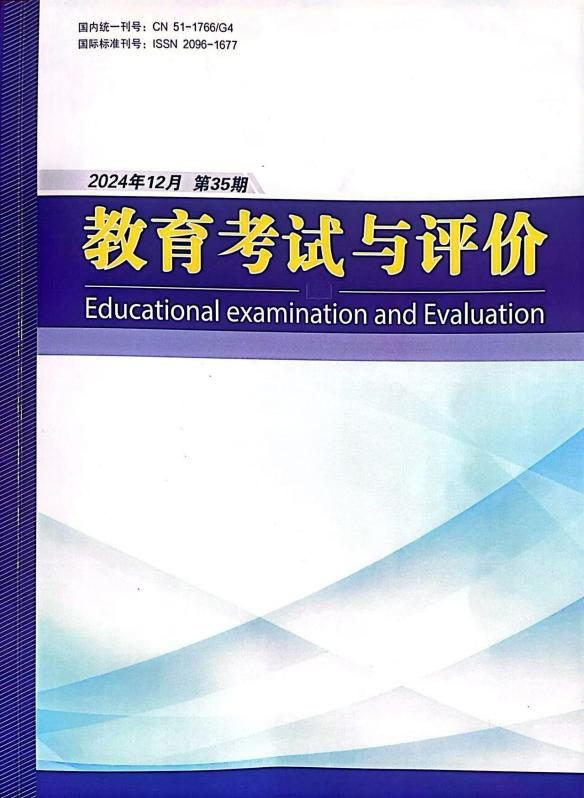 国内统一刊号：CN 51-1766/G4
国际标准刊号：ISSN 2096-1677
2024年12月 第35期
教育考试与评价
Educational examination and Evaluation